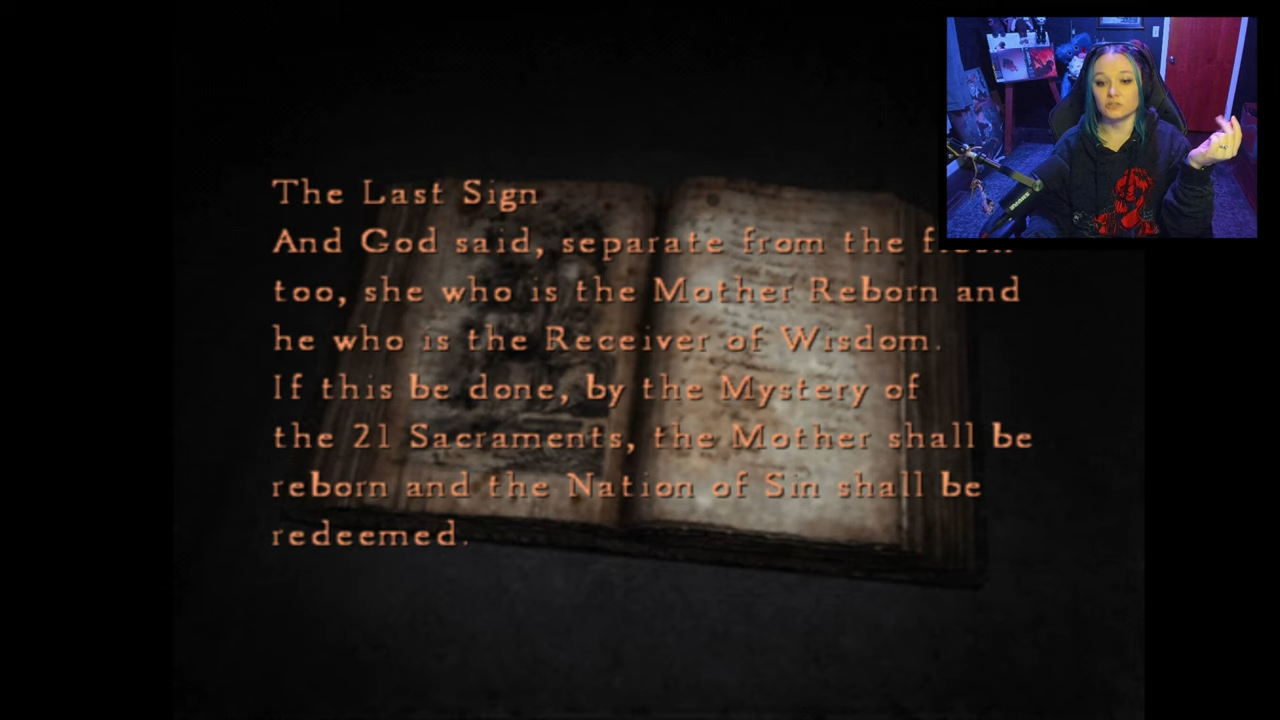 The Last Sign
And God said, separate from the
too, she who is the Mother Reborn and
he who is the Receiver of Wisdom.
If this be done, by the Mystery of
the 21 Sacraments, the Mother shall be
reborn and the Nation of Sin shall be
redeemed.